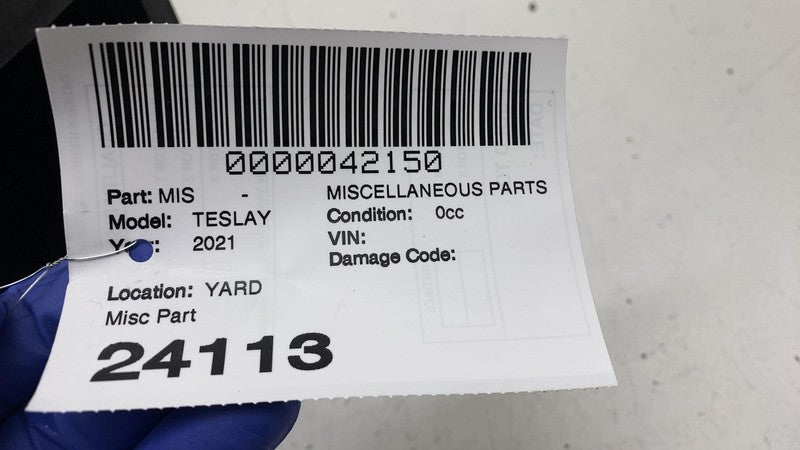 0000042150
Part: MIS - MISCELLANEOUS PARTS
Model: TESLAY Condition: 0cc
2021 VIN:
Damage Code:
Location: YARD
Misc Part
24113